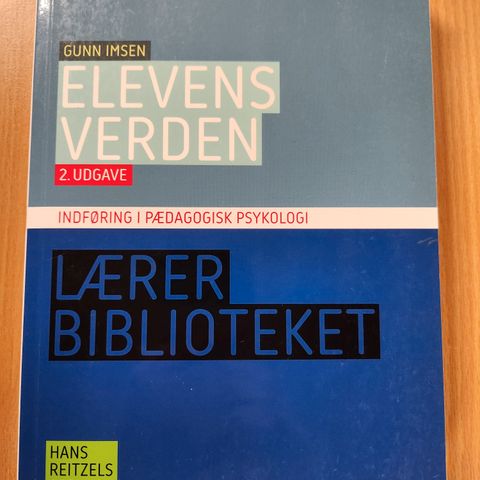 GUNN IMSEN
ELEVENS
VERDEN
2. UDGAVE
INDFØRING I PÆDAGOGISK PSYKOLOGI
LÆRER
BIBLIOTEKET
HANS
REITZELS